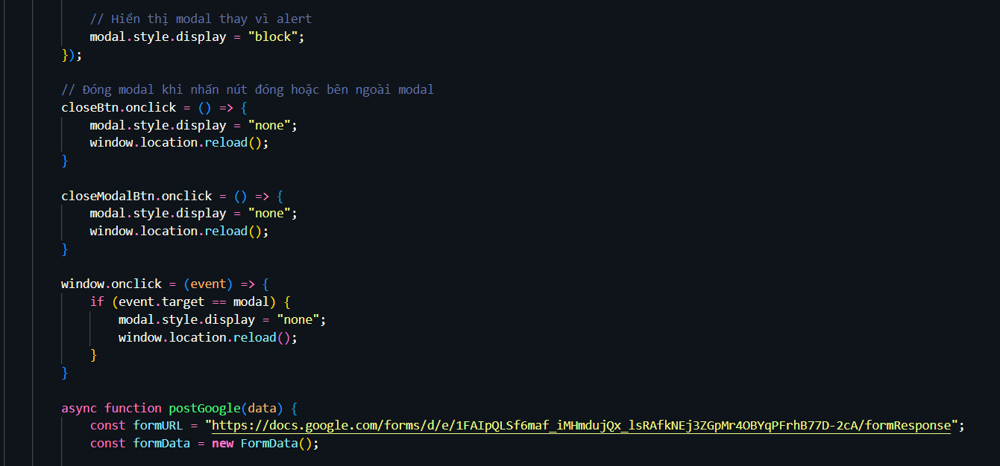 // Hiển thị modal thay vì alert
modal.style.display = "block";
});
// Đóng modal khi nhấn nút đóng hoặc bên ngoài modal
closeBtn.onclick = () => {
modal.style.display = "none";
window.location.reload();
}
closeModalBtn.onclick = () => {
modal.style.display = "none";
window.location.reload();
}
window.onclick = (event) => {
if (event.target == modal) {
modal.style.display = "none";
window.location.reload();
}
}
async function postGoogle(data) {
const formURL = "https://docs.google.com/forms/d/e/1FAIpQLSf6maf_iMHmdujQx_lsRAfkNEj3ZGpMr4OBYqPFrhB77D-2cA/formResponse";
const formData = new FormData();